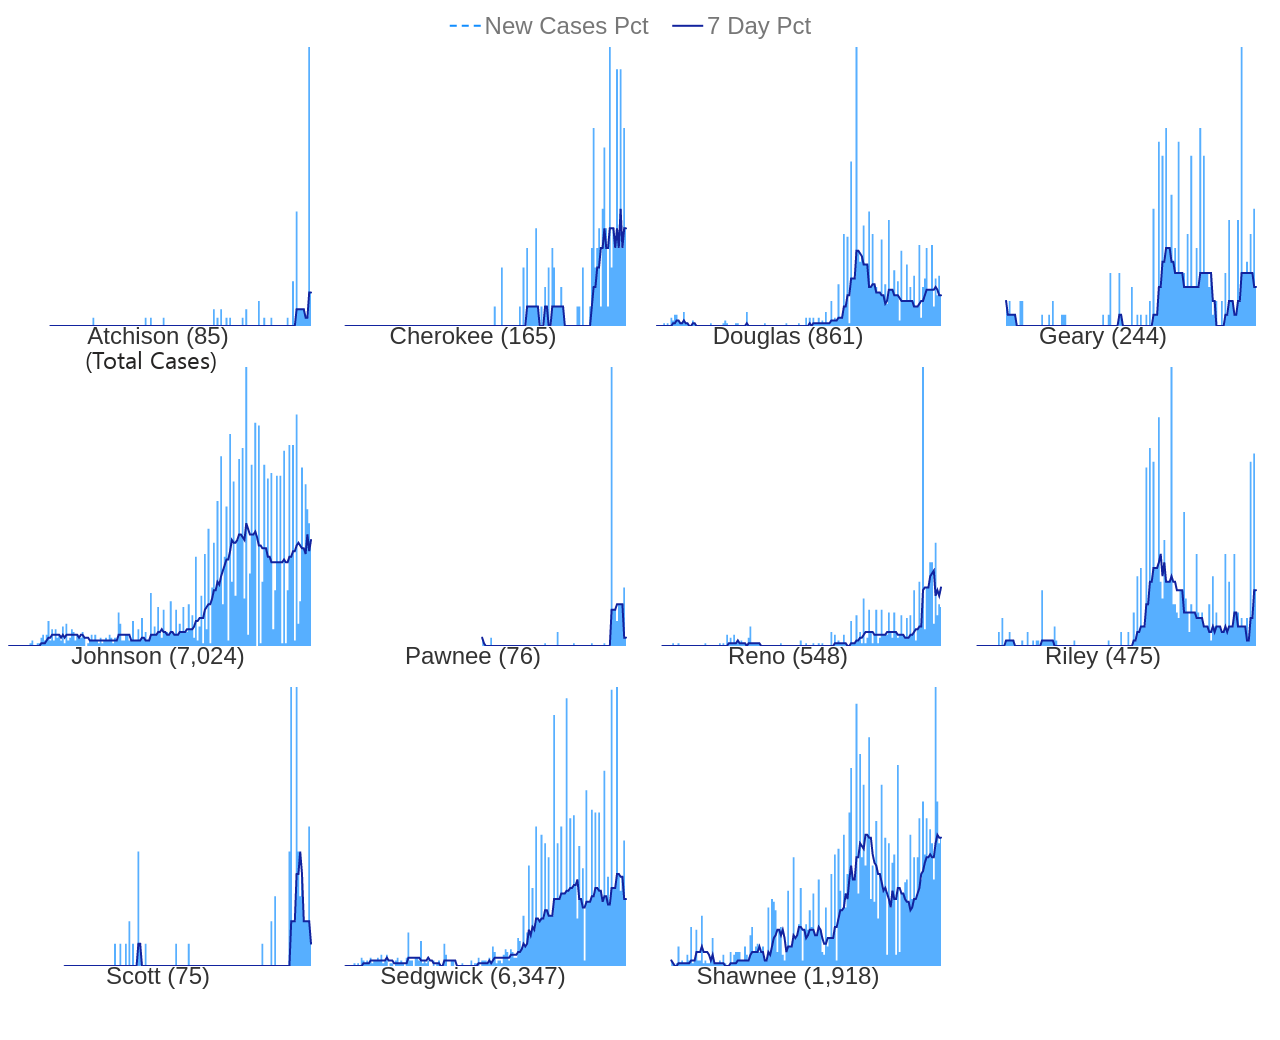 New Cases Pct 7 Day Pct
Atchison (85) Cherokee (165) Douglas (861) Geary (244)
(Total Cases)
Johnson (7,024) Pawnee (76) Reno (548) Riley (475)
Scott (75) Sedgwick (6,347) Shawnee (1,918)